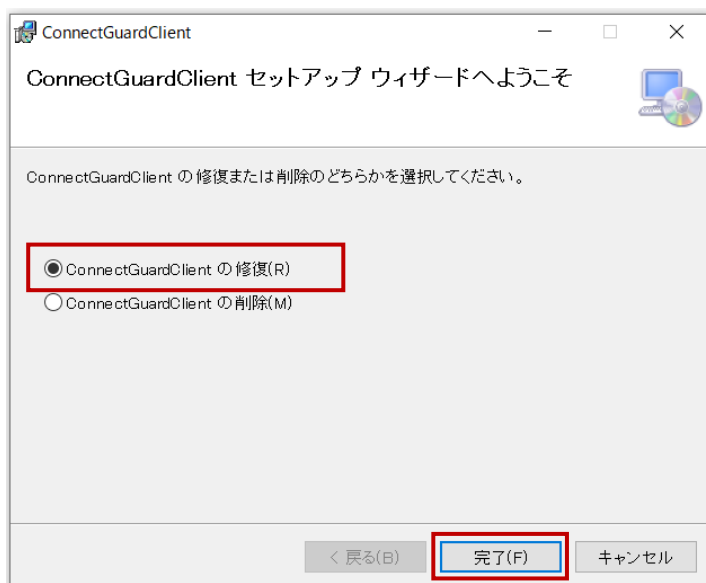 ConnectGuardClient
ConnectGuardClient セットアップ ウィザードへようこそ
ConnectGuardClient の修復または削除のどちらかを選択してください。
ConnectGuardClient の修復(R)
ConnectGuardClient の削除(M)
< 戻る(B) 完了(F) キャンセル